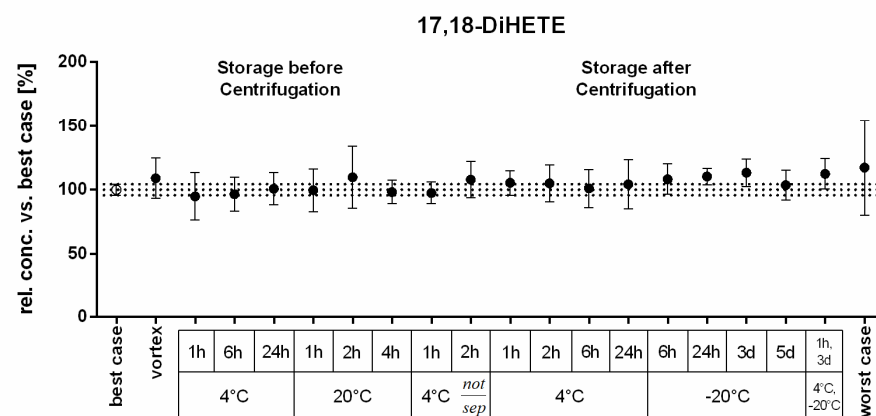 17,18-DiHETE
rel. conc. vs. best case [%]
200
150
100
50
0
Storage before
Centrifugation
Storage after
Centrifugation
best case
vortex
1h 6h 24h 1h 2h 4h 1h 2h 1h 2h 6h 24h 6h 24h 3d 5d 1h, 3d
4°C 20°C 4°C not sep 4°C -20°C 4°C, -20°C
worst case